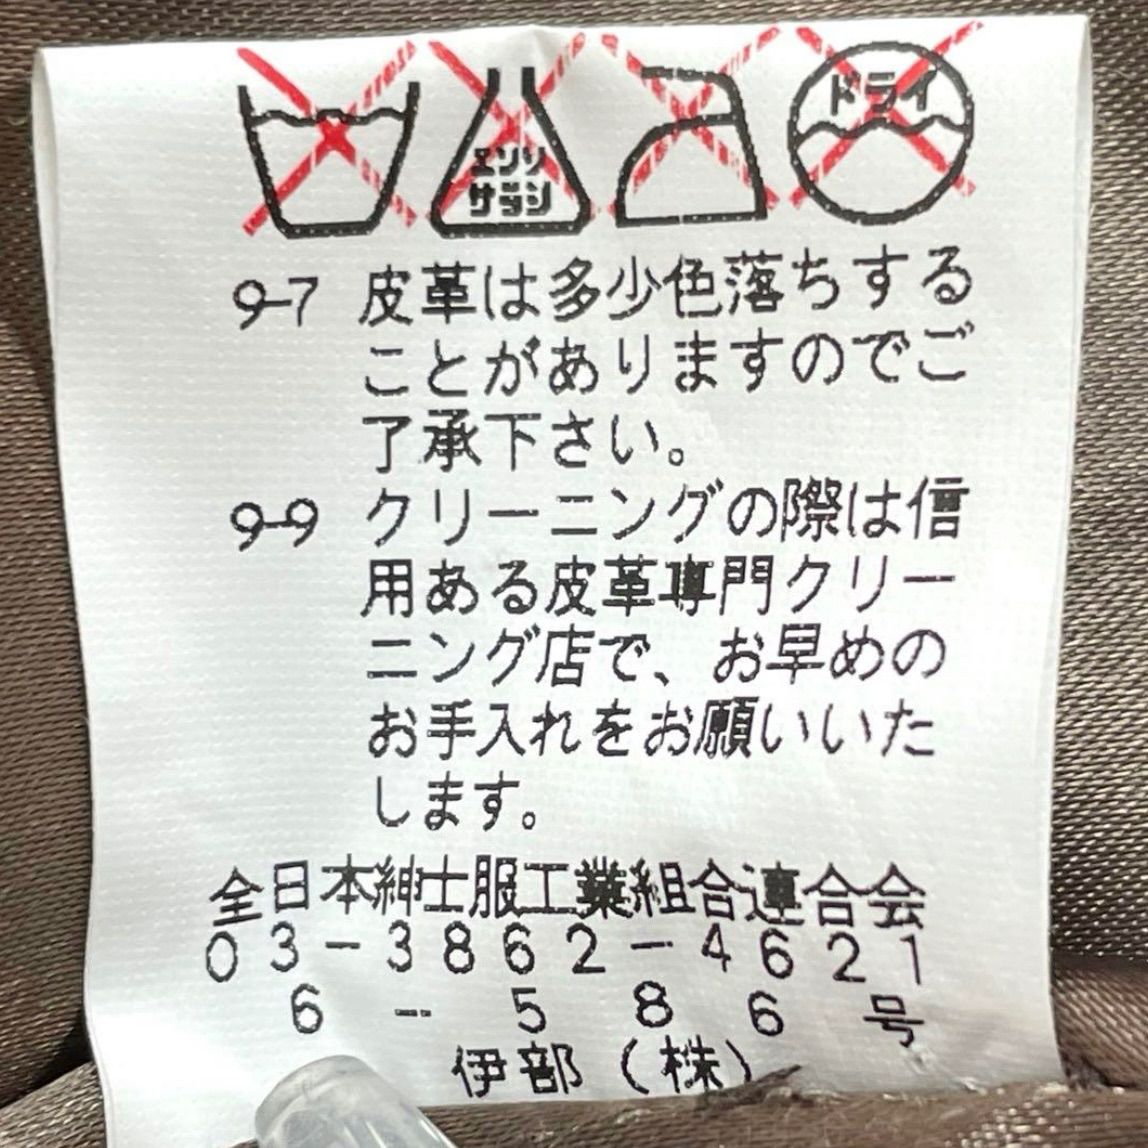 エンソ
サラシ
ドライ
9-7 皮革は多少色落ちする
ことがありますのでご
了承下さい。
9-9 クリーニングの際は信
用ある皮革専門クリー
ニング店で、お早めの
お手入れをお願いいた
します。
全日本紳士服工業組合連合会
03-3862-4621
6-586号
伊部(株)